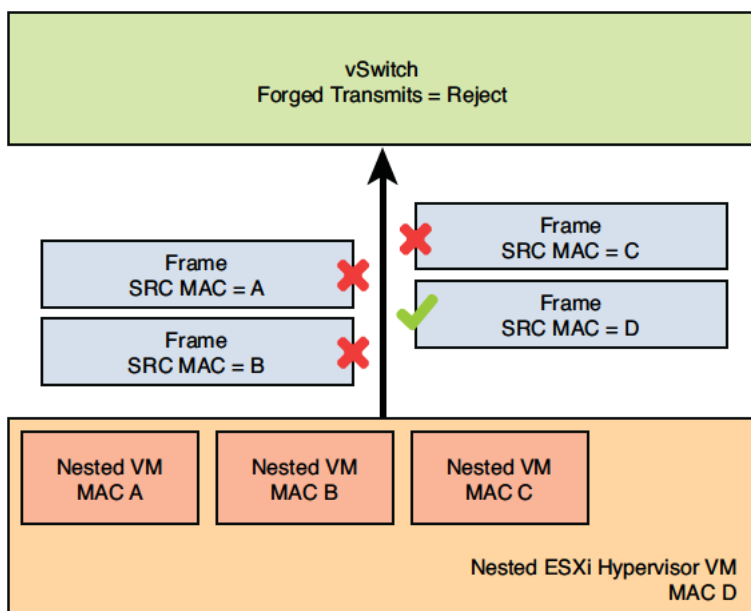 vSwitch
Forged Transmits = Reject
Frame
SRC MAC = A
Frame
SRC MAC = B
Frame
SRC MAC = C
Frame
SRC MAC = D
Nested VM
MAC A
Nested VM
MAC B
Nested VM
MAC C
Nested ESXi Hypervisor VM
MAC D